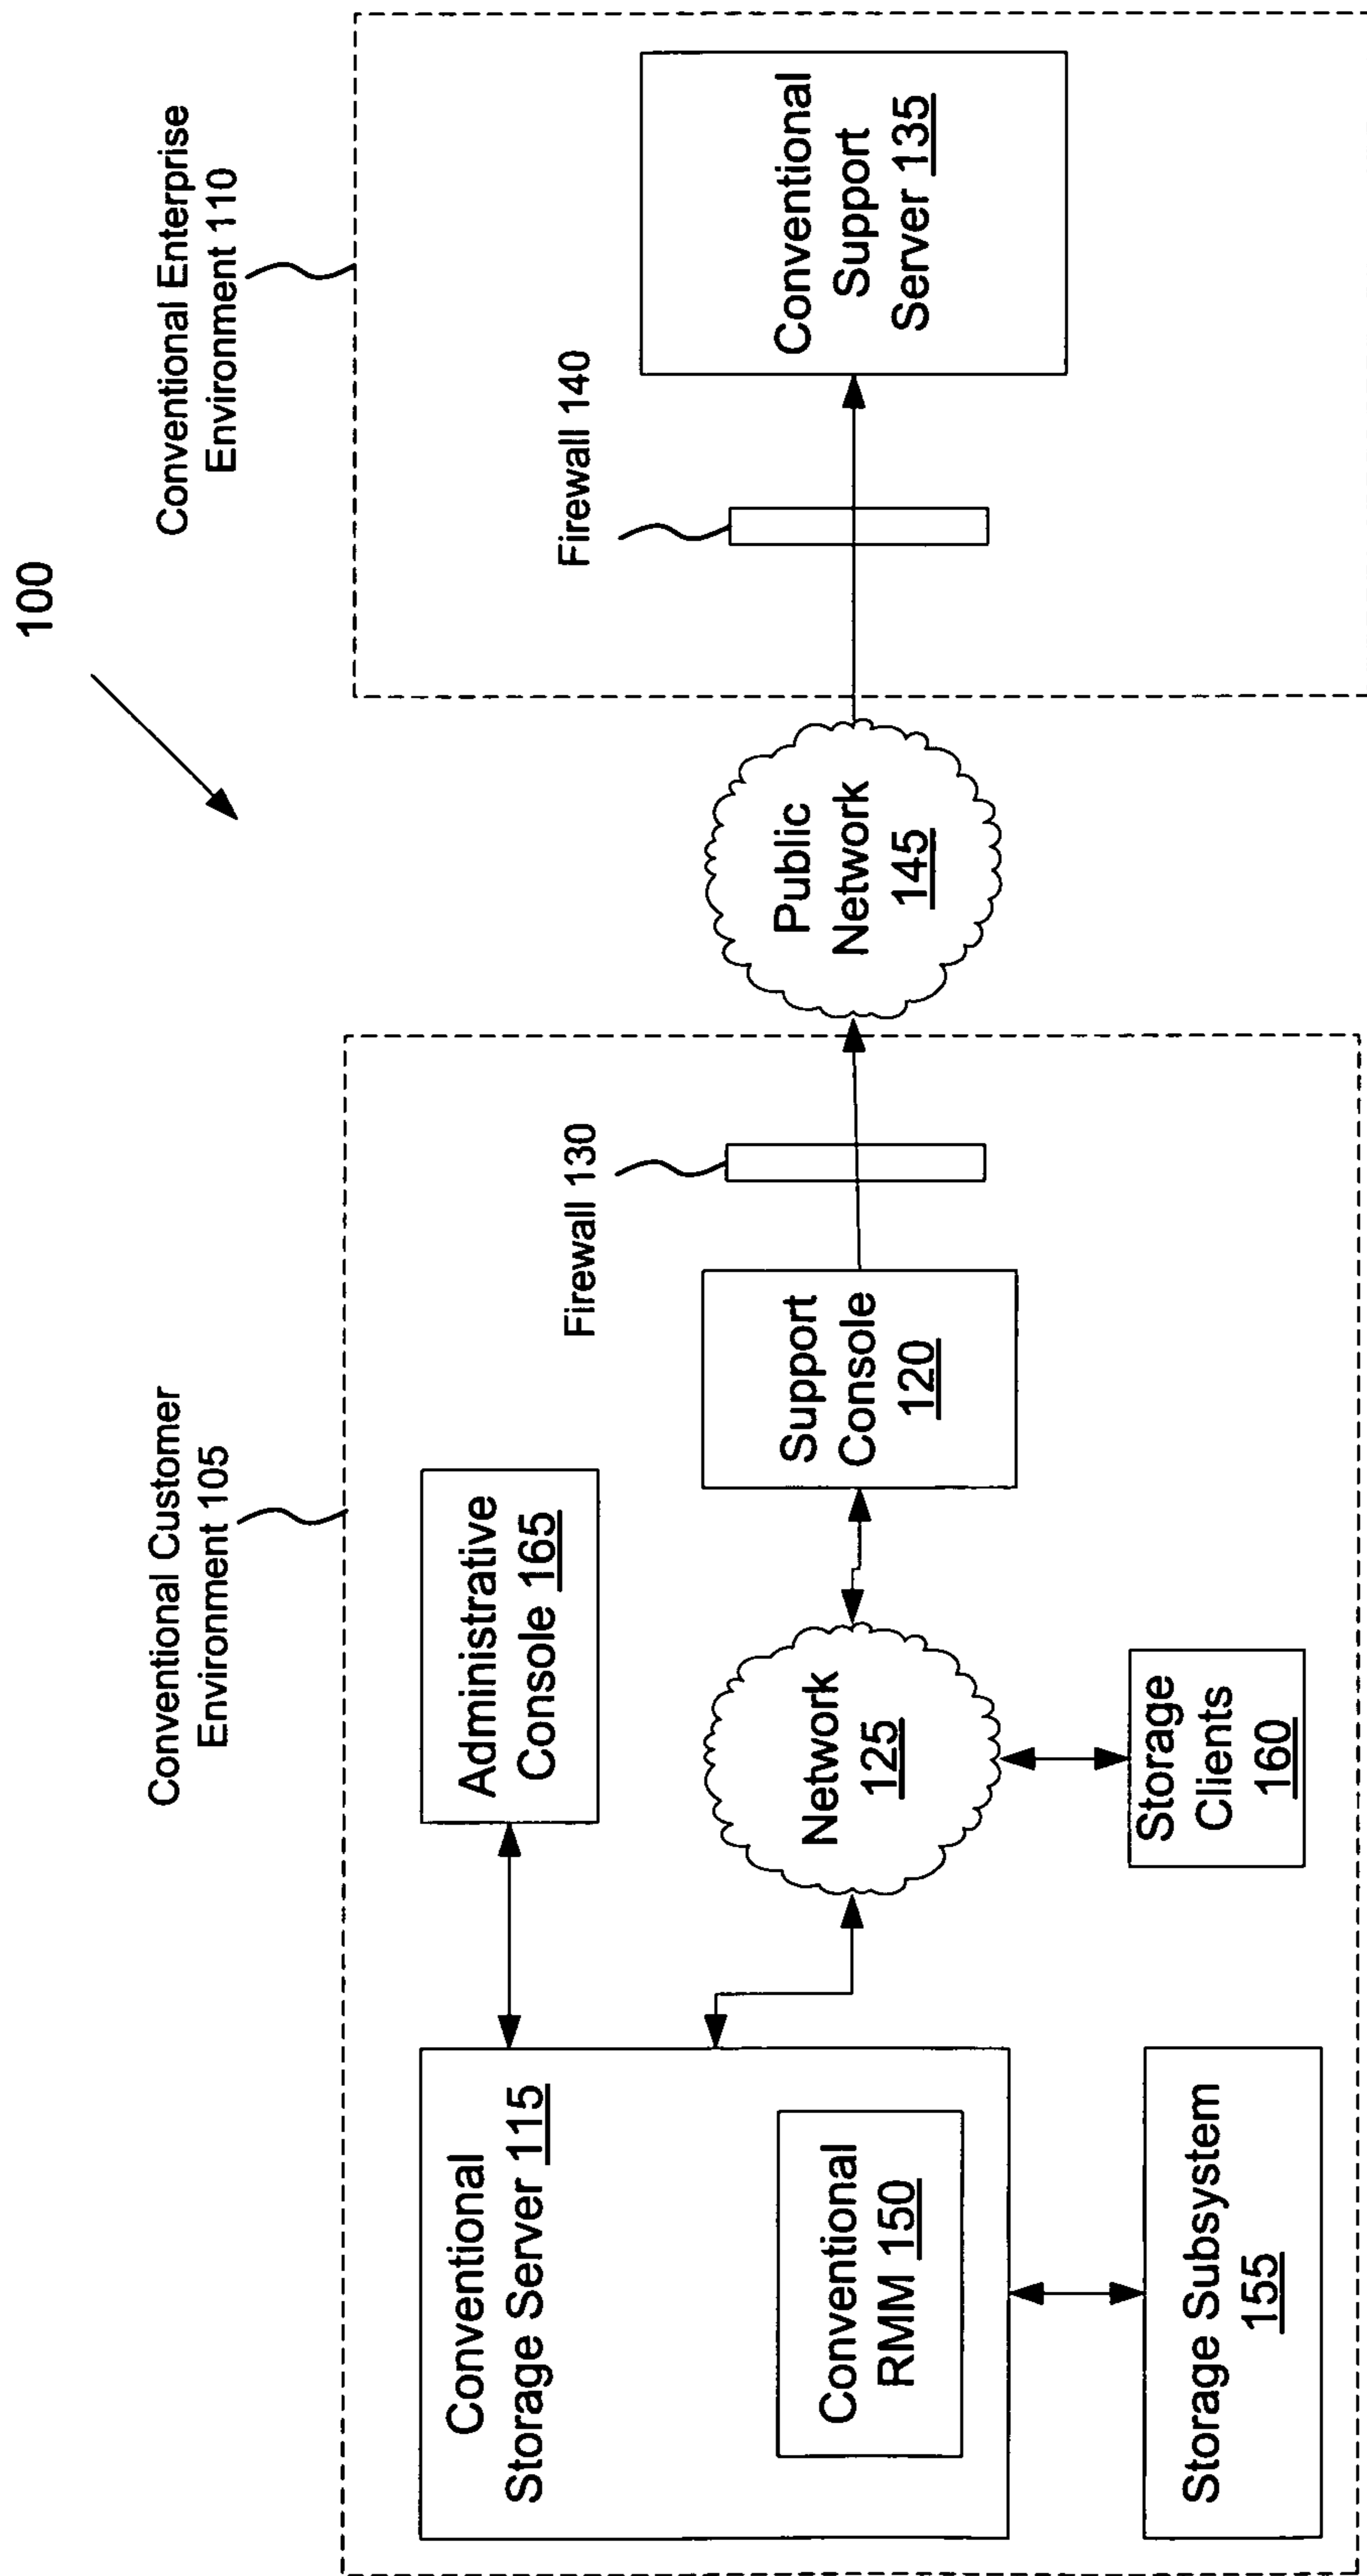 100
Conventional Customer
Environment 105
Conventional Enterprise
Environment 110
Conventional
Storage Server 115
Administrative
Console 165
Firewall 130
Firewall 140
Conventional
RMM 150
Network
125
Support
Console
120
Public
Network
145
Conventional
Support
Server 135
Storage Subsystem
155
Storage
Clients
160